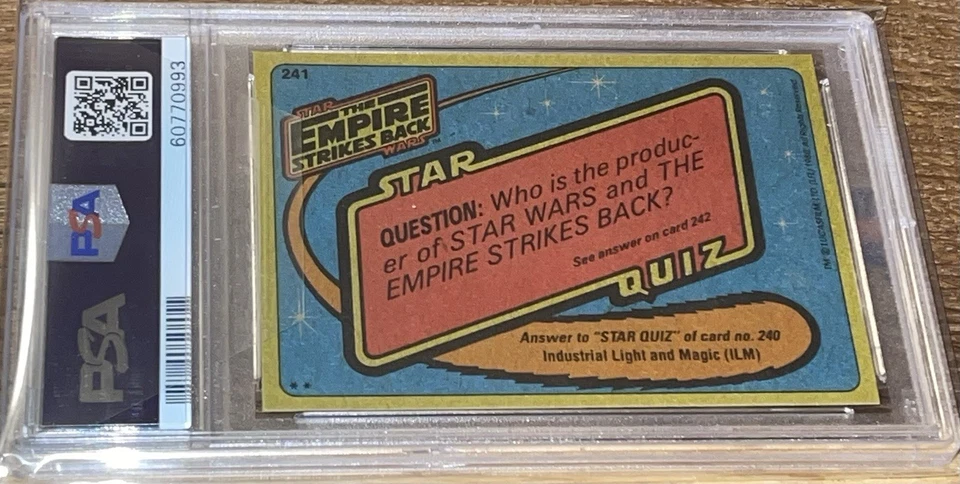 60770993
PSA
PSA
241
STAR
THE
EMPIRE
STRIKES BACK
WARS
STAR
QUESTION: Who is the produc-
er of STAR WARS and THE
EMPIRE STRIKES BACK?
See answer on card 242
QUIZ
Answer to "STAR QUIZ" of card no. 240
Industrial Light and Magic (ILM)
**